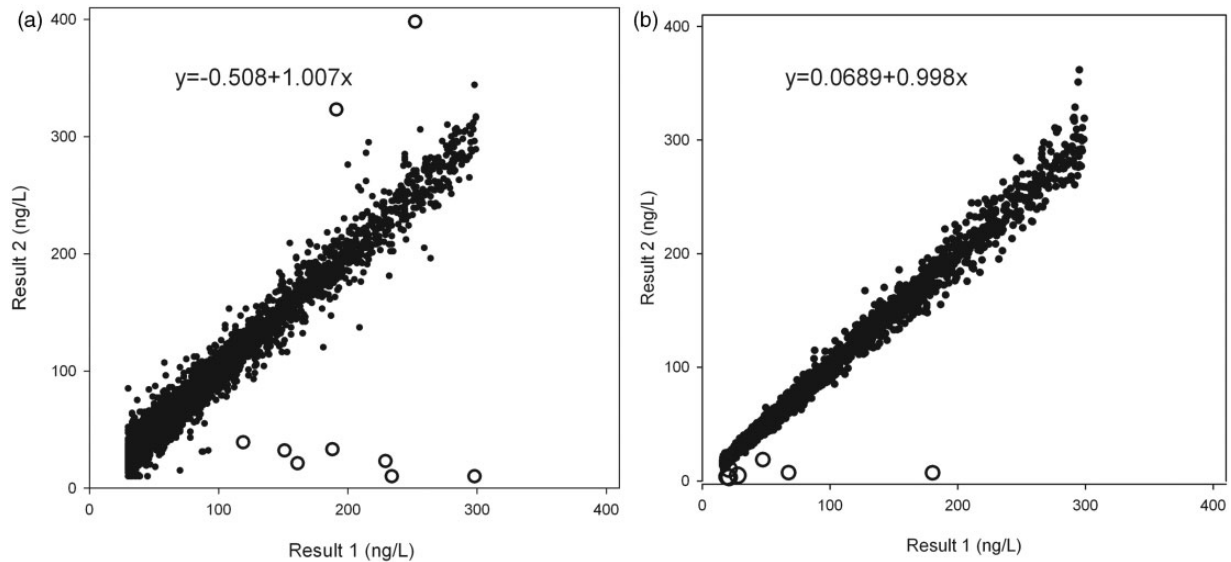 (a)
y=-0.508+1.007x
400
300
200
100
0
0 100 200 300 400
Result 2 (ng/L)
Result 1 (ng/L)
(b)
y=0.0689+0.998x
400
300
200
100
0
0 100 200 300 400
Result 2 (ng/L)
Result 1 (ng/L)